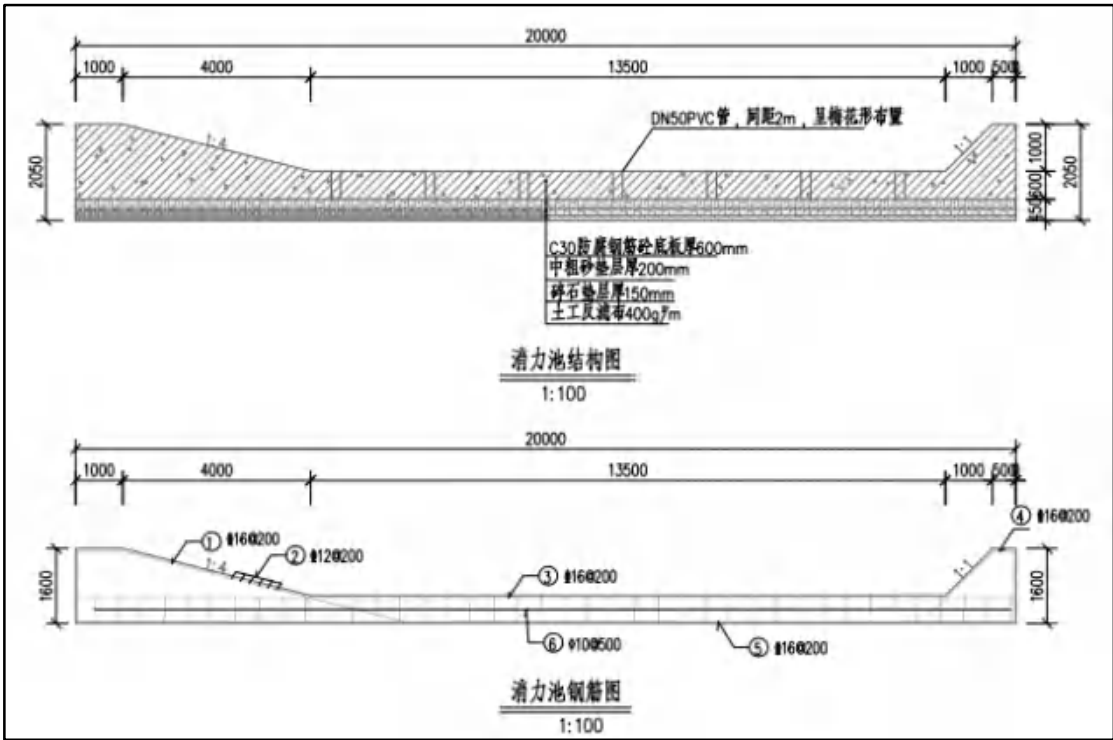 20000
1000 4000 13500 1000 500
DN50PVC管，间距2m，呈梅花形布置
1:4
1:1
2050
1000
600
450
2050
C30防腐钢筋砼底板厚600mm
中粗砂垫层厚200mm
碎石垫层厚150mm
土工反滤布400g/m
消力池结构图
1:100
20000
1000 4000 13500 1000 500
① Φ16@200
② Φ12@200
1:4
③ Φ16@200
④ Φ16@200
1:1
1600
1600
⑥ Φ10@500
⑤ Φ16@200
消力池钢筋图
1:100